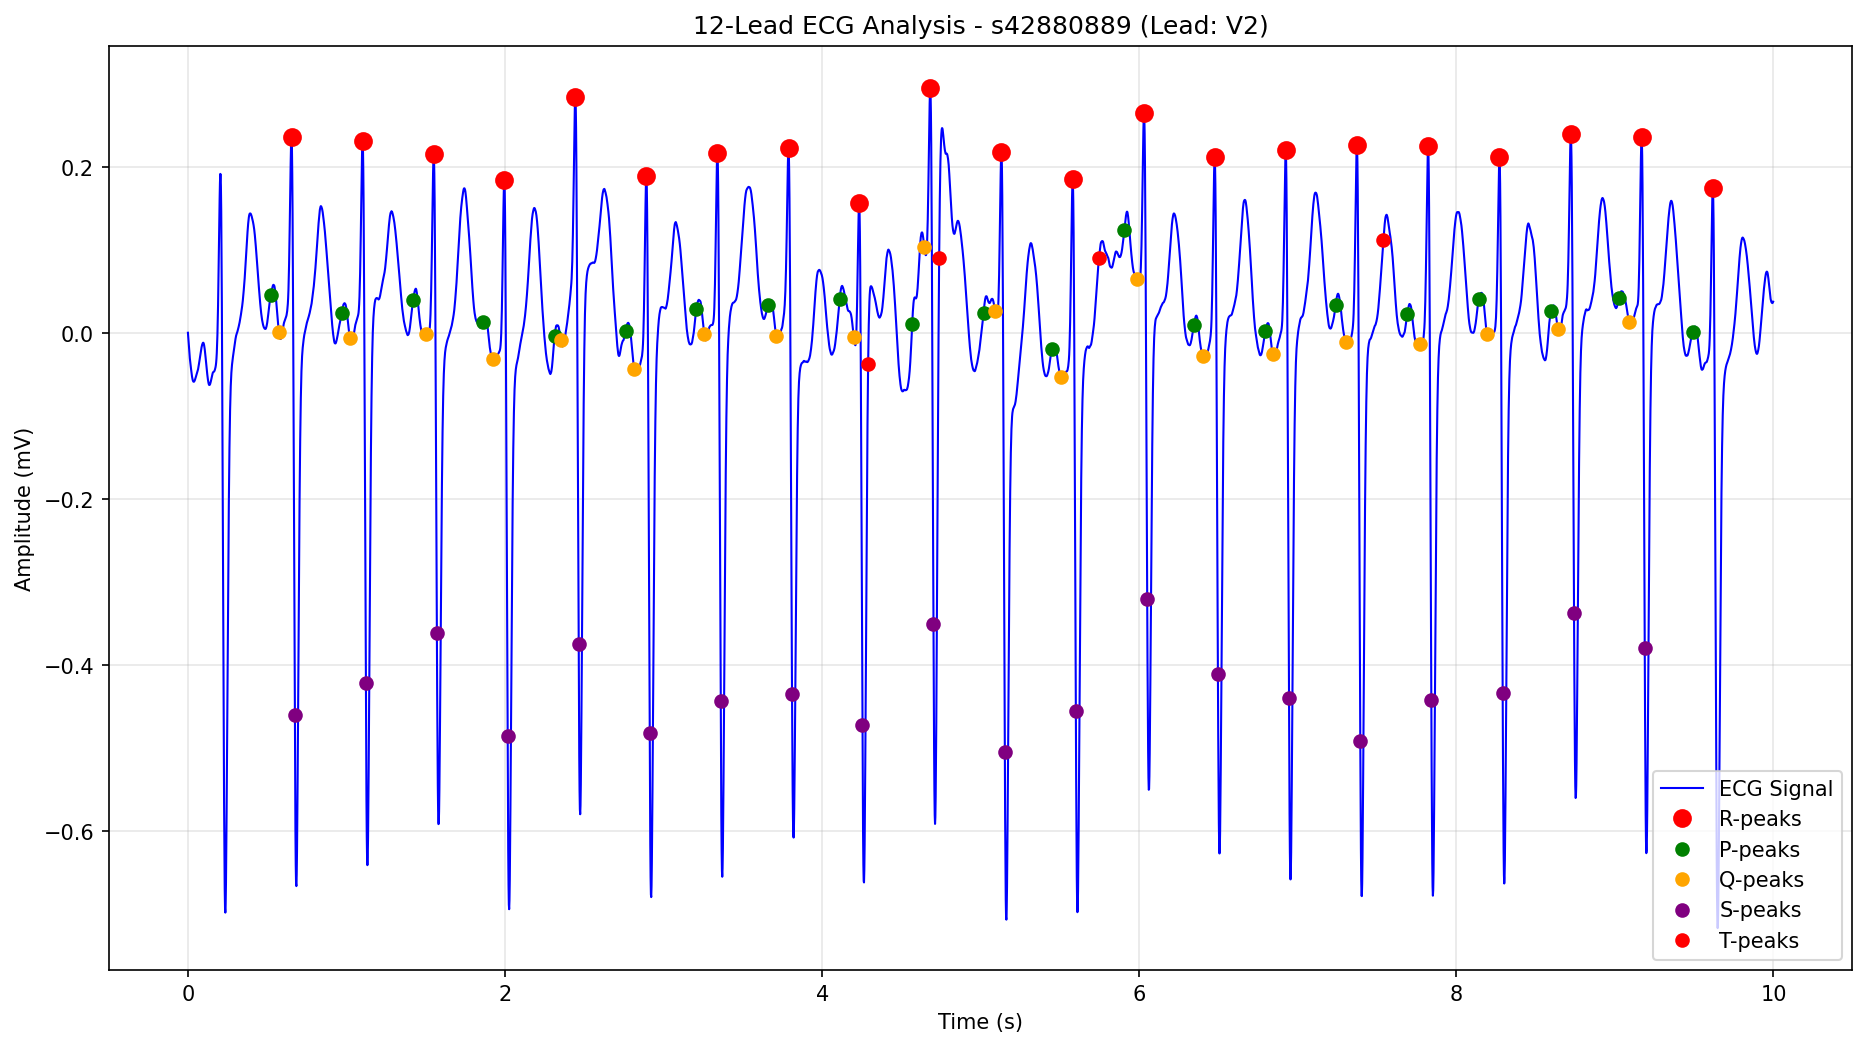 12-Lead ECG Analysis - s42880889 (Lead: V2)
Amplitude (mV)
0.2
0.0
−0.2
−0.4
−0.6
ECG Signal
R-peaks
P-peaks
Q-peaks
S-peaks
T-peaks
0 2 4 6 8 10
Time (s)